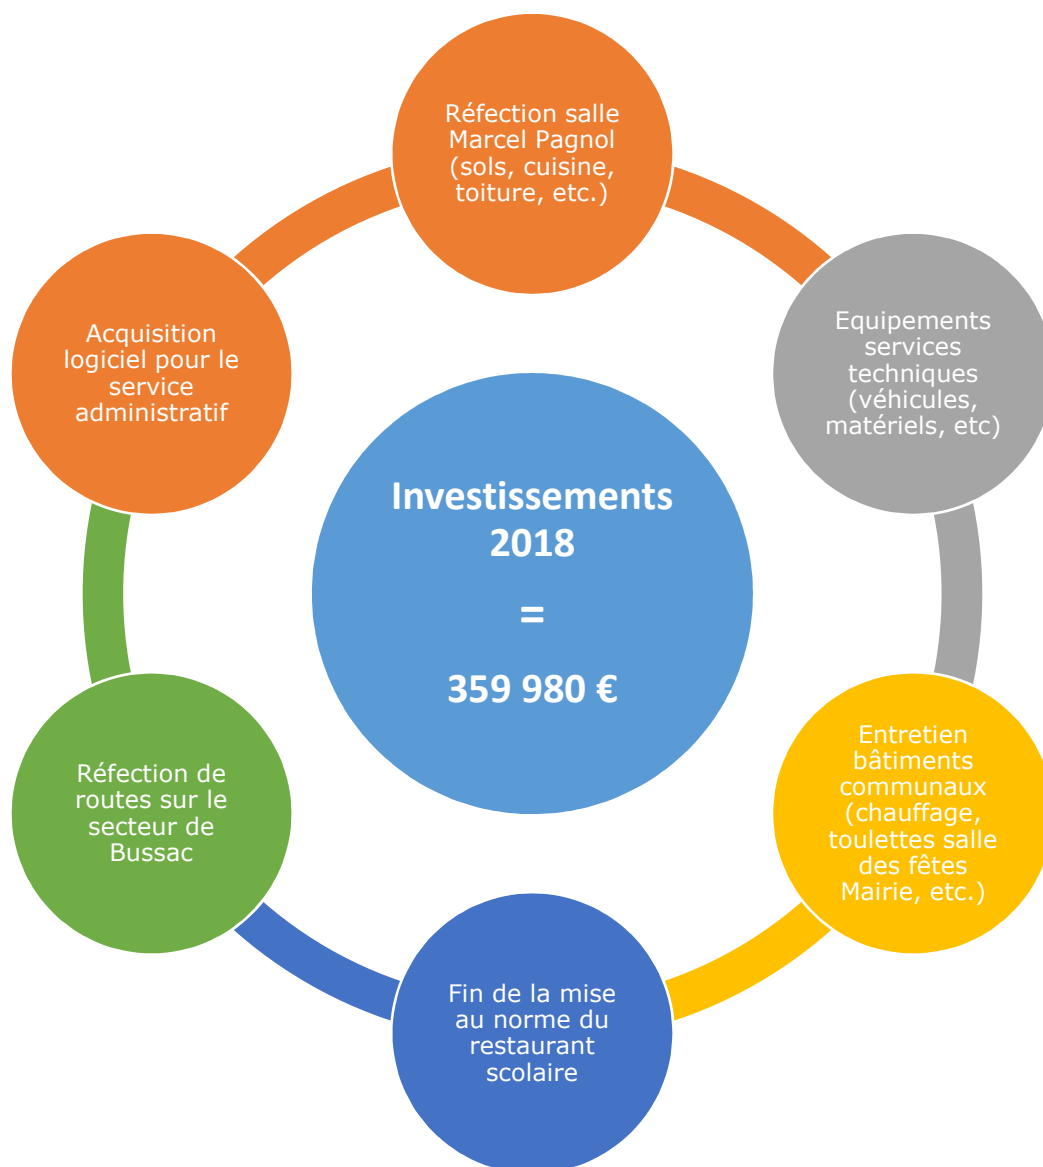 Réfection salle
Marcel Pagnol
(sols, cuisine,
toiture, etc.)
Equipements
services
techniques
(véhicules,
matériels, etc)
Entretien
bâtiments
communaux
(chauffage,
toulettes salle
des fêtes
Mairie, etc.)
Fin de la mise
au norme du
restaurant
scolaire
Réfection de
routes sur le
secteur de
Bussac
Acquisition
logiciel pour le
service
administratif
Investissements
2018
=
359 980 €